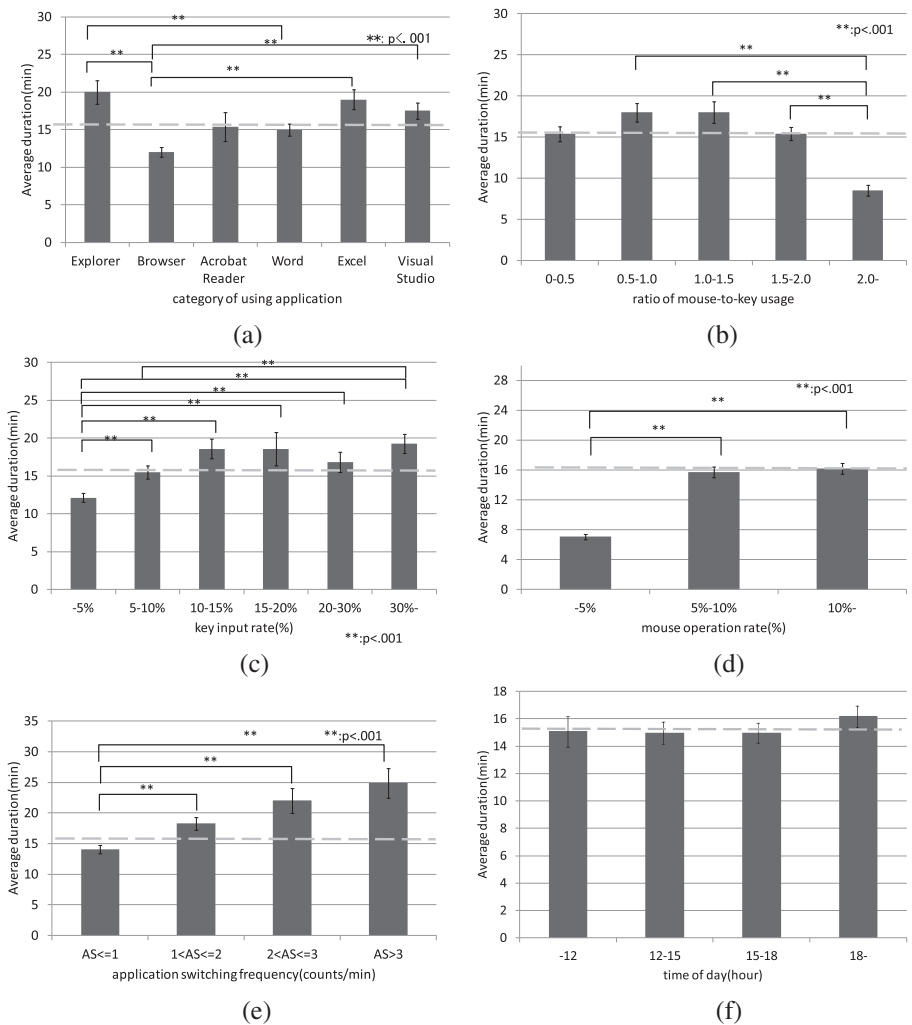 30
25
20
15
10
5
0
Average duration(min)
**
**: p<. 001
**
**
**
Explorer Browser Acrobat Reader Word Excel Visual Studio
category of using application
(a)
30
25
20
15
10
5
0
Average duration(min)
**:p<.001
**
**
**
0-0.5 0.5-1.0 1.0-1.5 1.5-2.0 2.0-
ratio of mouse-to-key usage
(b)
30
25
20
15
10
5
0
Average duration(min)
**
**
**
**
**
**
-5% 5-10% 10-15% 15-20% 20-30% 30%-
key input rate(%)
**:p<.001
(c)
28
24
20
16
12
8
4
0
Average duration(min)
**:p<.001
**
**
-5% 5%-10% 10%-
mouse operation rate(%)
(d)
35
30
25
20
15
10
5
0
Average duration(min)
** **:p<.001
**
**
AS<=1 1<AS<=2 2<AS<=3 AS>3
application switching frequency(counts/min)
(e)
16
14
12
10
8
6
4
2
0
Average duration(min)
-12 12-15 15-18 18-
time of day(hour)
(f)